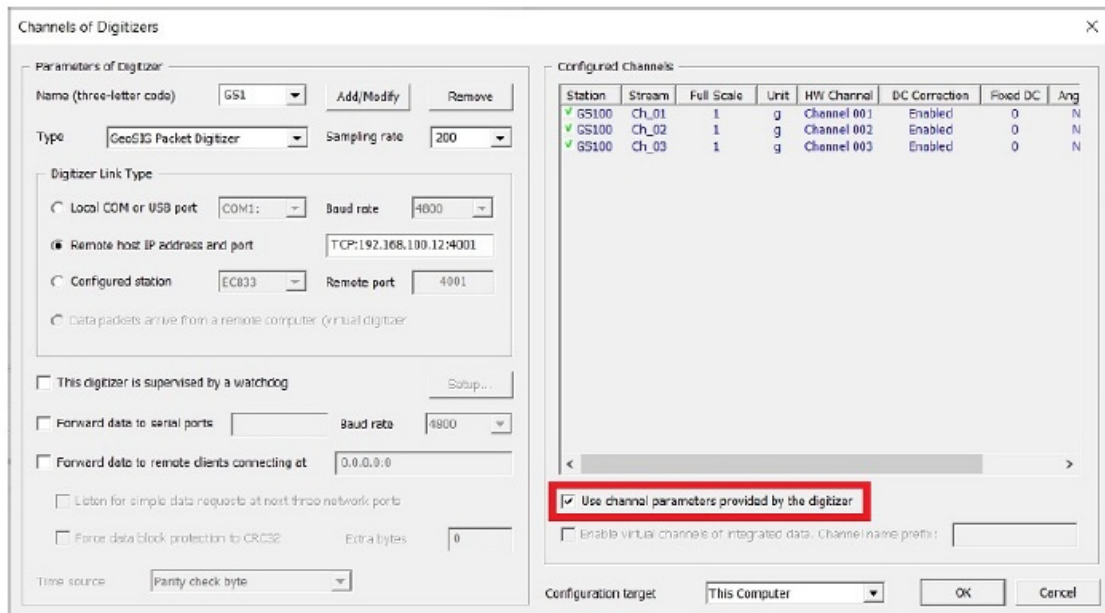 Channels of Digitizers
Parameters of Digitizer
Name (three-letter code) GS1 Add/Modify Remove
Type GeoSIG Packet Digitizer Sampling rate 200
Digitizer Link Type
Local COM or USB port COM1: Baud rate 4800
Remote host IP address and port TCP:192.168.100.12:4001
Configured station EC833 Remote port 4001
Data packets arrive from a remote computer (virtual digitizer
This digitizer is supervised by a watchdog Setup...
Forward data to serial ports Baud rate 4800
Forward data to remote clients connecting at 0.0.0.0:0
Listen for simple data requests at next three network ports
Force data block protection to CRC32 Extra bytes 0
Time source Parity check byte
Configured Channels
Station Stream Full Scale Unit HW Channel DC Correction Fixed DC Ang
GS100 Ch_01 1 g Channel 001 Enabled 0 N
GS100 Ch_02 1 g Channel 002 Enabled 0 N
GS100 Ch_03 1 g Channel 003 Enabled 0 N
Use channel parameters provided by the digitizer
Enable virtual channels of integrated data. Channel name prefix:
Configuration target This Computer OK Cancel